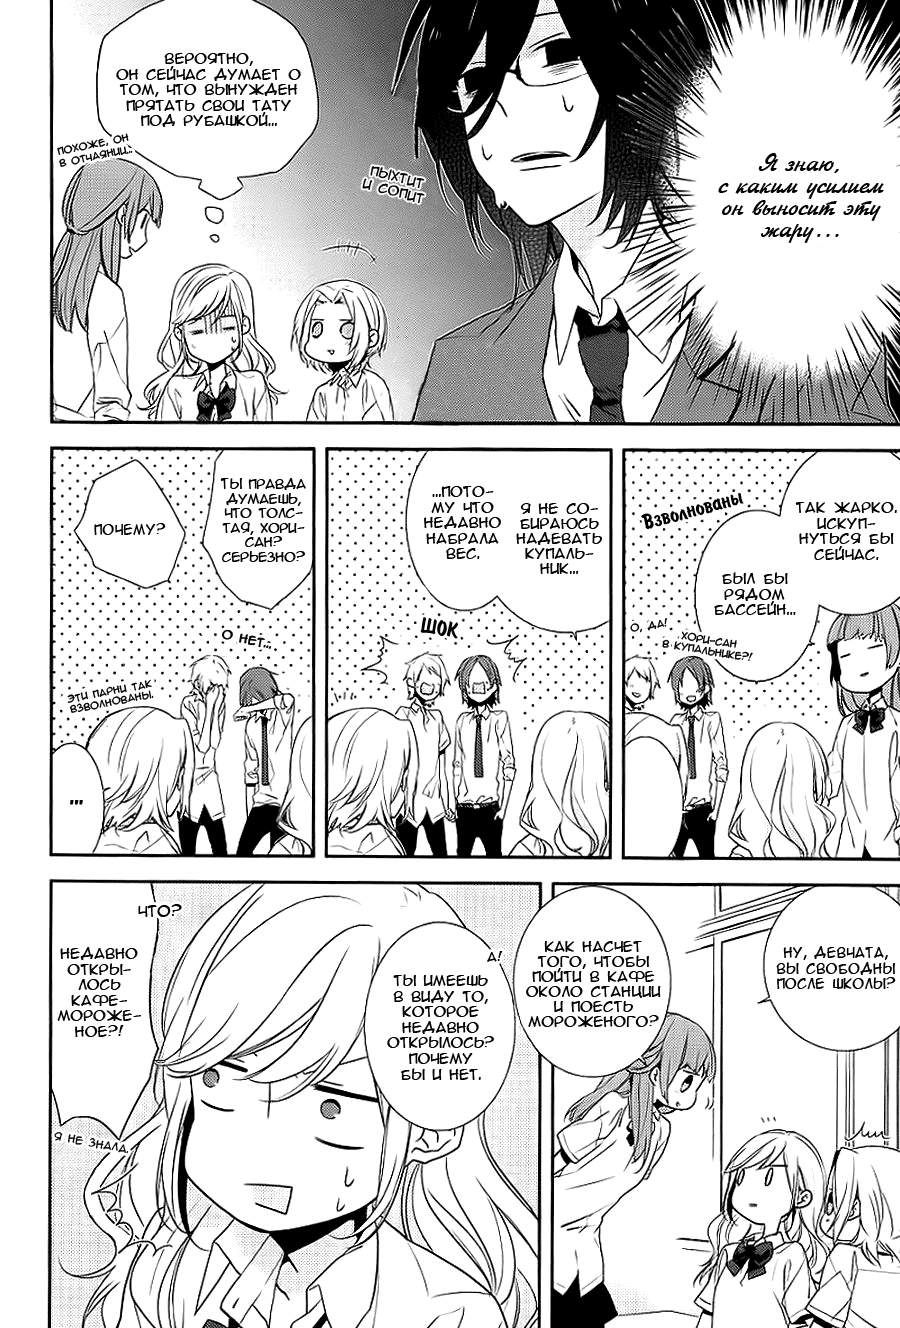 Я знаю,
с каким усилием
он выносит эту
жару...
ПЫХТИТ
И СОПИТ
ВЕРОЯТНО,
ОН СЕЙЧАС ДУМАЕТ О
ТОМ, ЧТО ВЫНУЖДЕН
ПРЯТАТЬ СВОИ ТАТУ
ПОД РУБАШКОЙ...
ПОХОЖЕ, ОН
В ОТЧАЯНИИ...
ТАК ЖАРКО.
ИСКУП-
НУТЬСЯ БЫ
СЕЙЧАС.
БЫЛ БЫ
РЯДОМ
БАССЕЙН...
Взволнованы
О, ДА!
ХОРИ-САН
В КУПАЛЬНИКЕ?!
Я НЕ СО-
БИРАЮСЬ
НАДЕВАТЬ
КУПАЛЬ-
НИК...
...ПОТО-
МУ ЧТО
НЕДАВНО
НАБРАЛА
ВЕС.
ШОК
ТЫ ПРАВДА
ДУМАЕШЬ,
ЧТО ТОЛС-
ТАЯ, ХОРИ-
САН?
СЕРЬЕЗНО?
ПОЧЕМУ?
О НЕТ...
ЭТИ ПАРНИ ТАК
ВЗВОЛНОВАНЫ.
...
НУ, ДЕВЧАТА,
ВЫ СВОБОДНЫ
ПОСЛЕ ШКОЛЫ?
КАК НАСЧЕТ
ТОГО, ЧТОБЫ
ПОЙТИ В КАФЕ
ОКОЛО СТАНЦИИ
И ПОЕСТЬ
МОРОЖЕНОГО?
А!
ТЫ ИМЕЕШЬ
В ВИДУ ТО,
КОТОРОЕ
НЕДАВНО
ОТКРЫЛОСЬ?
ПОЧЕМУ
БЫ И НЕТ.
ЧТО?
НЕДАВНО
ОТКРЫ-
ЛОСЬ
КАФЕ-
МОРОЖЕ-
НОЕ?!
Я НЕ ЗНАЛА.